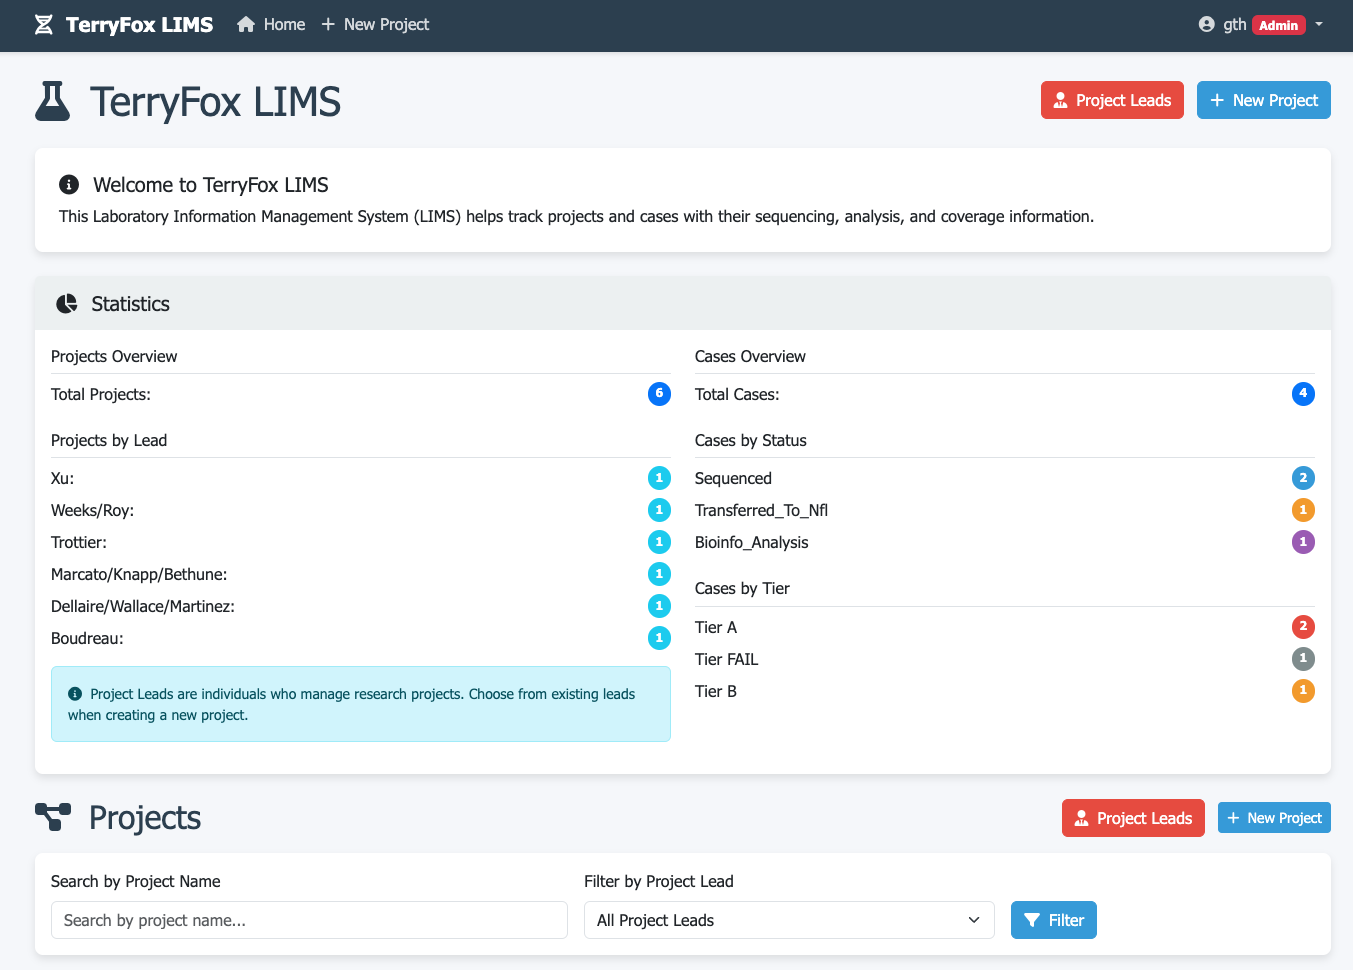 TerryFox LIMS Home New Project gth Admin
TerryFox LIMS Project Leads New Project
Welcome to TerryFox LIMS
This Laboratory Information Management System (LIMS) helps track projects and cases with their sequencing, analysis, and coverage information.
Statistics
Projects Overview
Total Projects: 6
Projects by Lead
Xu: 1
Weeks/Roy: 1
Trottier: 1
Marcato/Knapp/Bethune: 1
Dellaire/Wallace/Martinez: 1
Boudreau: 1
Project Leads are individuals who manage research projects. Choose from existing leads
when creating a new project.
Cases Overview
Total Cases: 4
Cases by Status
Sequenced 2
Transferred_To_Nfl 1
Bioinfo_Analysis 1
Cases by Tier
Tier A 2
Tier FAIL 1
Tier B 1
Projects Project Leads New Project
Search by Project Name
Search by project name...
Filter by Project Lead
All Project Leads
Filter